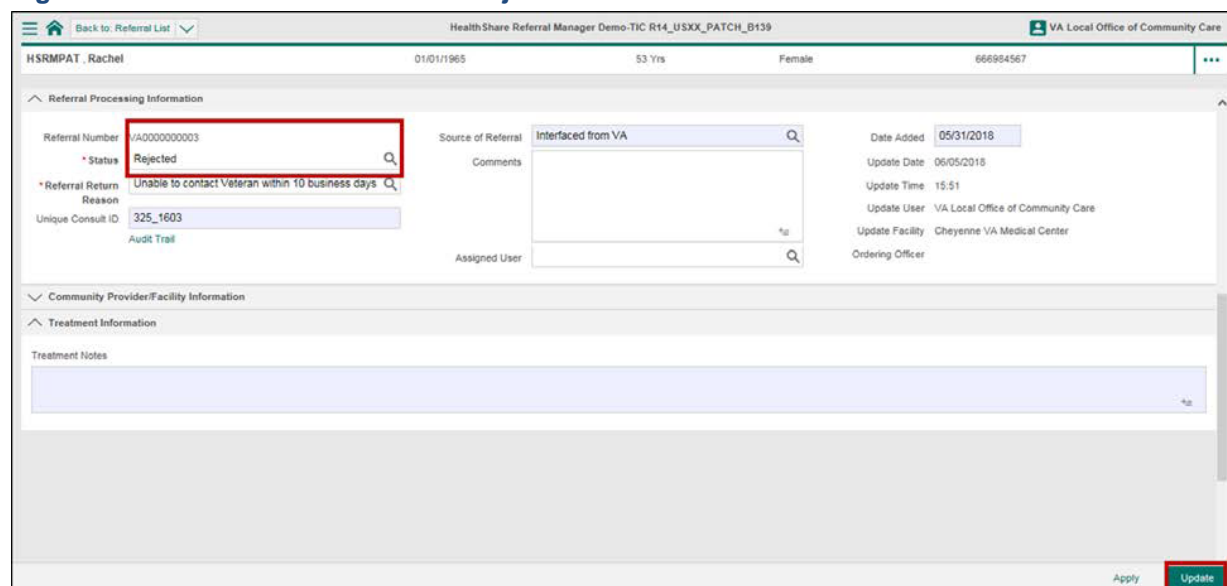 Back to: Referral List
HealthShare Referral Manager Demo-TIC R14_USXX_PATCH_B139
VA Local Office of Community Care
HSRMPAT , Rachel 01/01/1965 53 Yrs Female 666984567
Referral Processing Information
Referral Number VA0000000003
* Status Rejected
* Referral Return Reason Unable to contact Veteran within 10 business days
Unique Consult ID 325_1603
Audit Trail
Source of Referral Interfaced from VA
Comments
Assigned User
Date Added 05/31/2018
Update Date 06/05/2018
Update Time 15:51
Update User VA Local Office of Community Care
Update Facility Cheyenne VA Medical Center
Ordering Officer
Community Provider/Facility Information
Treatment Information
Treatment Notes
Apply Update